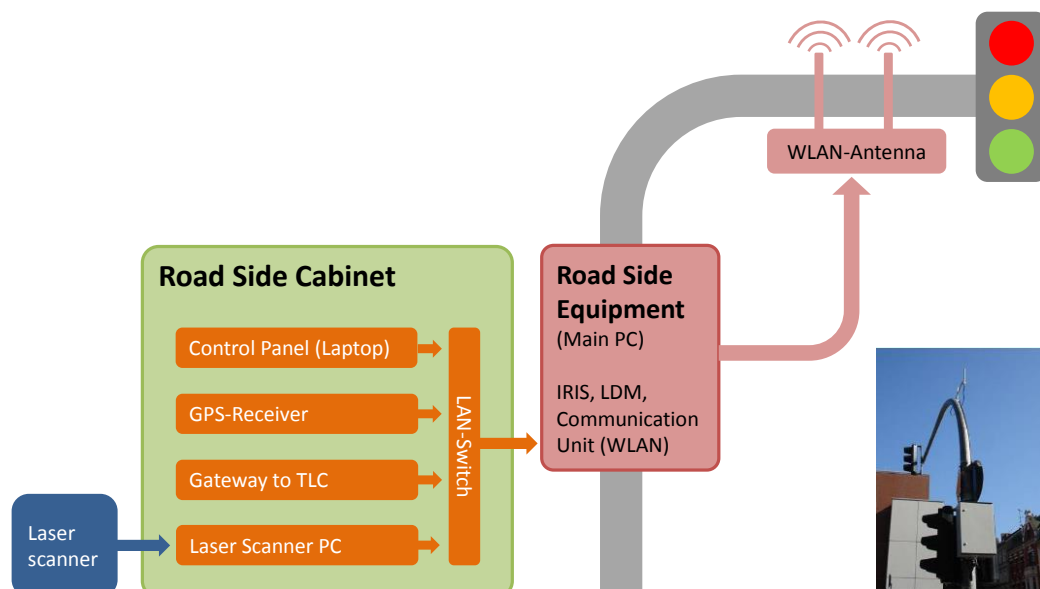 WLAN-Antenna
Road Side Cabinet
Control Panel (Laptop)
GPS-Receiver
Gateway to TLC
Laser Scanner PC
LAN-Switch
Road Side
Equipment
(Main PC)
IRIS, LDM,
Communication
Unit (WLAN)
Laser
scanner